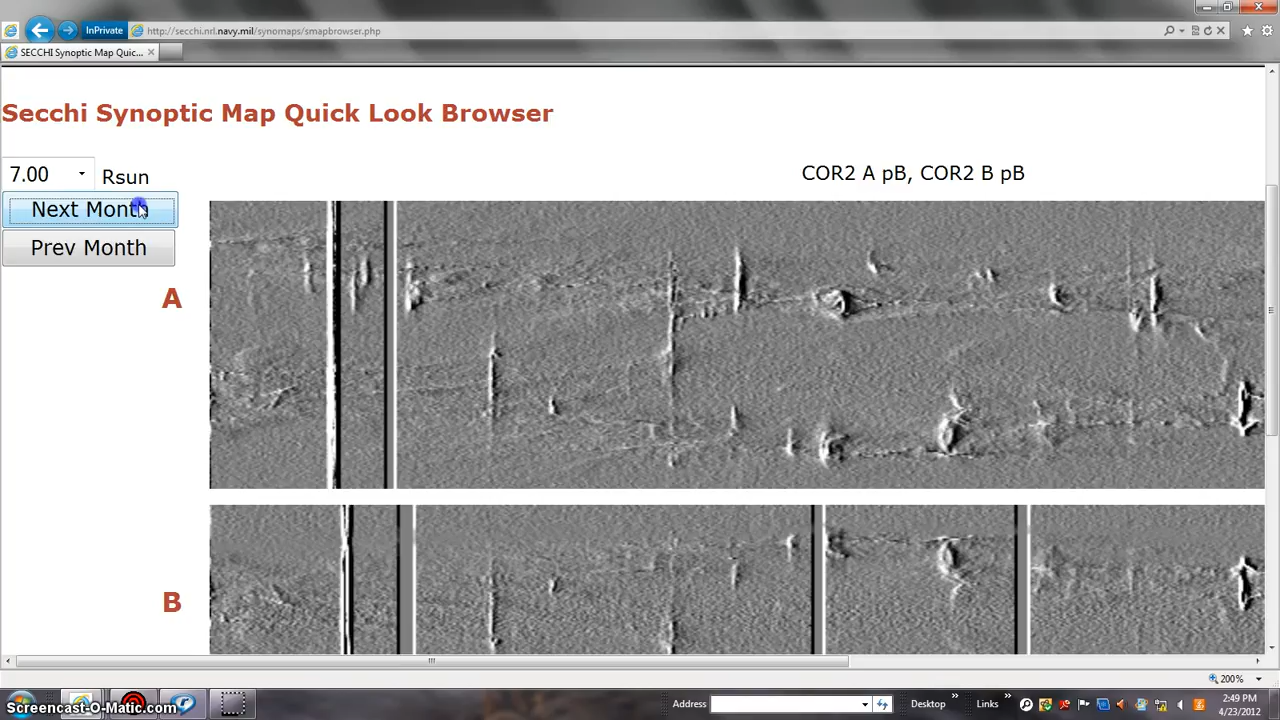 InPrivate
http://secchi.nrl.navy.mil/synomaps/smapbrowser.php
SECCHI Synoptic Map Quic...
Secchi Synoptic Map Quick Look Browser
7.00 Rsun
COR2 A pB, COR2 B pB
Next Month
Prev Month
A
B
200%
Screencast-O-Matic.com
Address
Desktop
Links
2:49 PM
4/23/2012